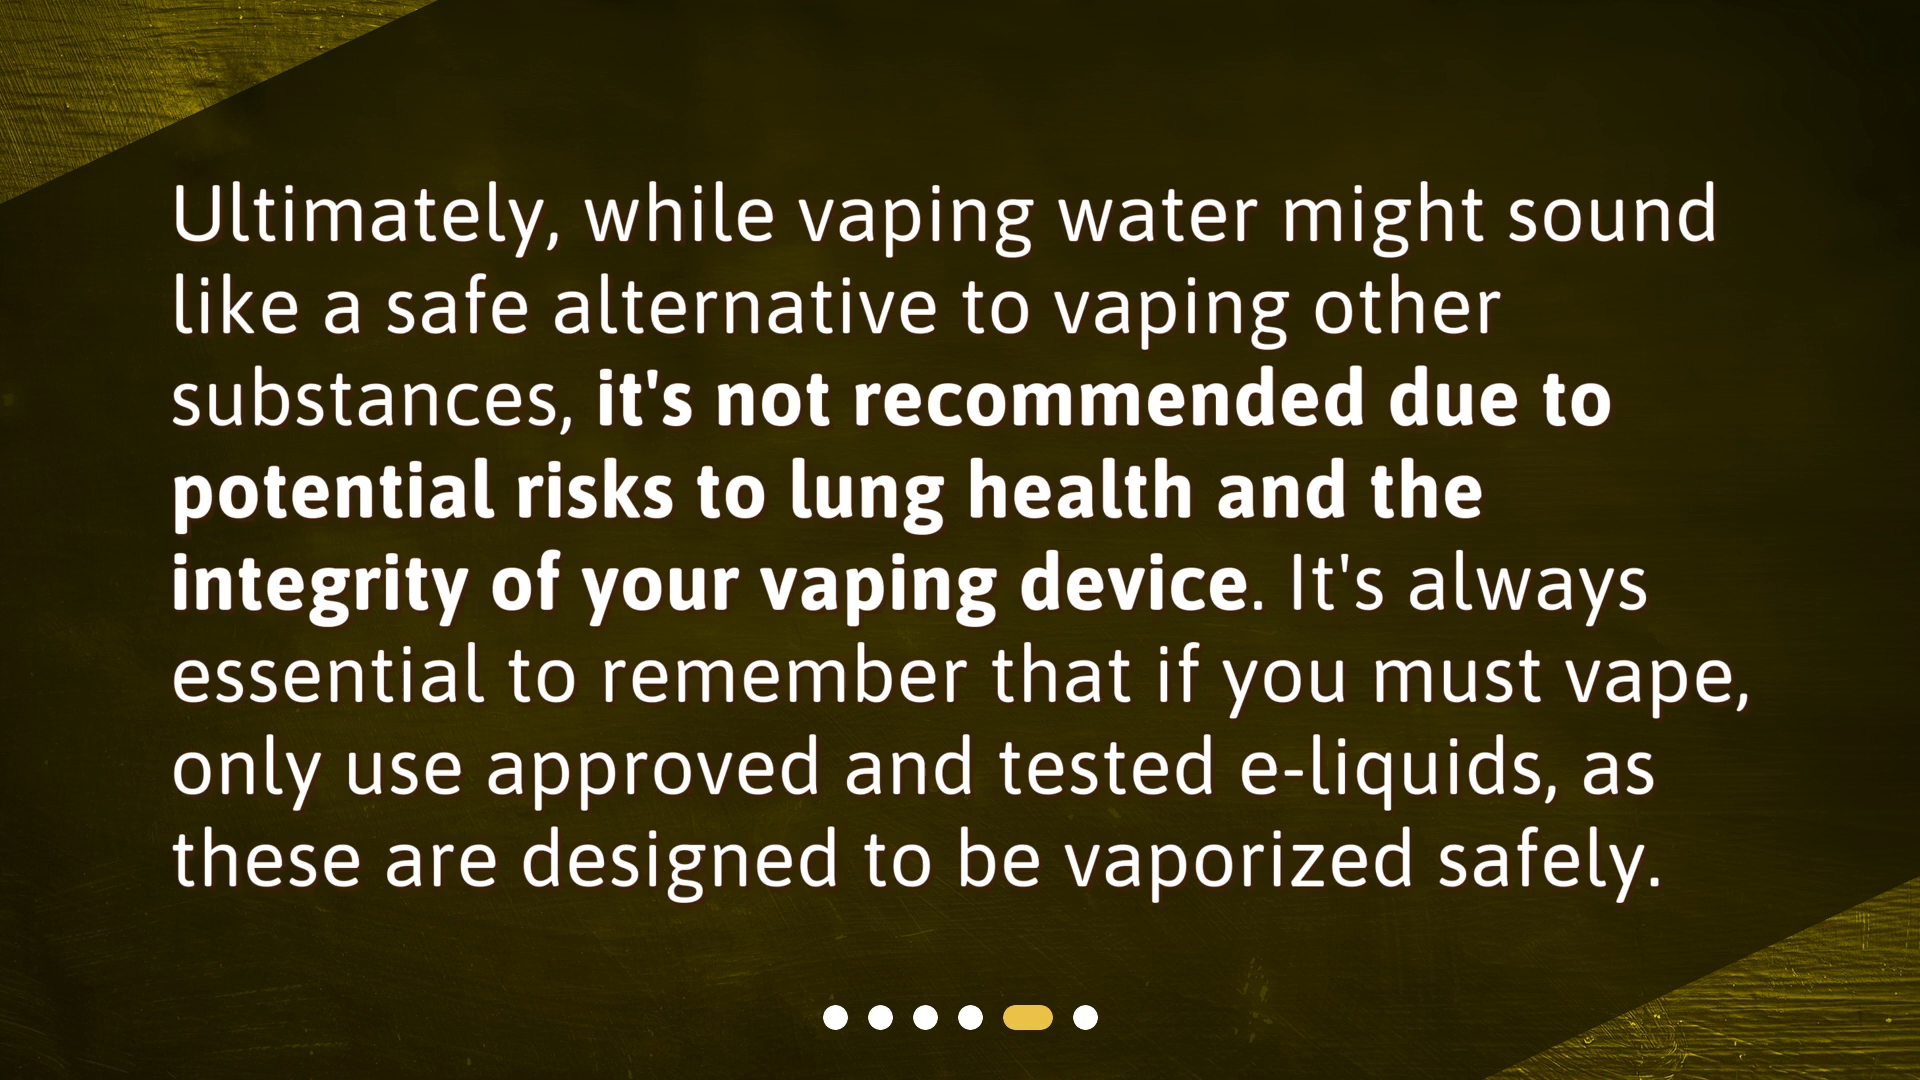 Ultimately, while vaping water might sound
like a safe alternative to vaping other
substances, it's not recommended due to
potential risks to lung health and the
integrity of your vaping device. It's always
essential to remember that if you must vape,
only use approved and tested e-liquids, as
these are designed to be vaporized safely.